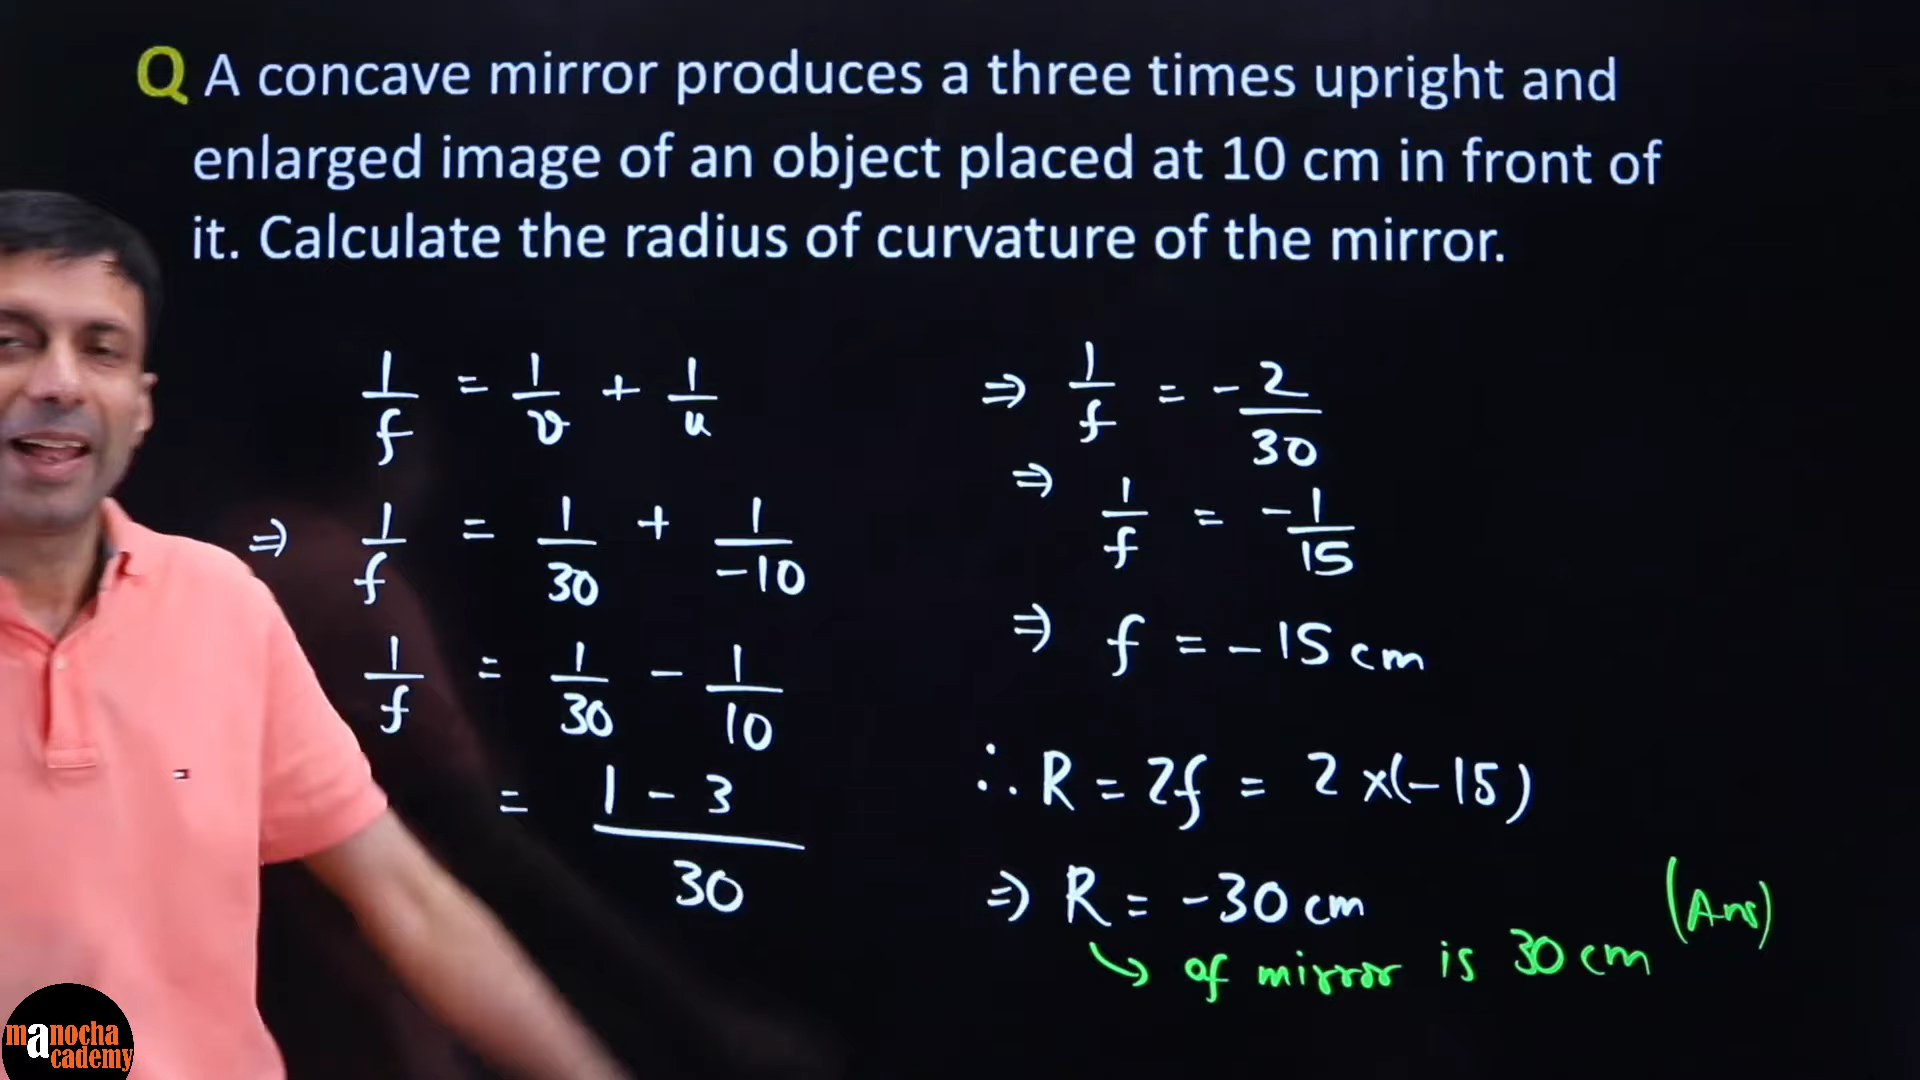 Q A concave mirror produces a three times upright and
enlarged image of an object placed at 10 cm in front of
it. Calculate the radius of curvature of the mirror.
1/f = 1/v + 1/u
⇒ 1/f = 1/30 + 1/-10
1/f = 1/30 - 1/10
= 1 - 3 / 30
⇒ 1/f = -2/30
⇒ 1/f = -1/15
⇒ f = -15 cm
∴ R = 2f = 2 x(-15)
⇒ R = -30 cm
↳ of mirror is 30 cm (Ans)
manocha
academy